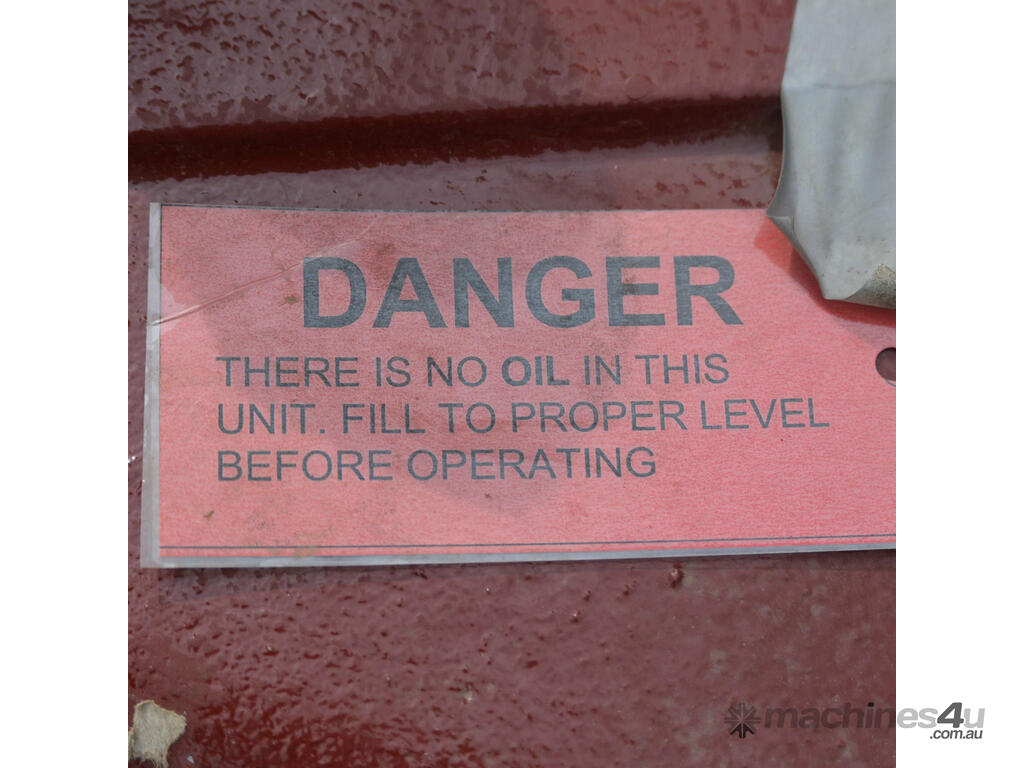 DANGER
THERE IS NO OIL IN THIS
UNIT. FILL TO PROPER LEVEL
BEFORE OPERATING
machines4u
.com.au